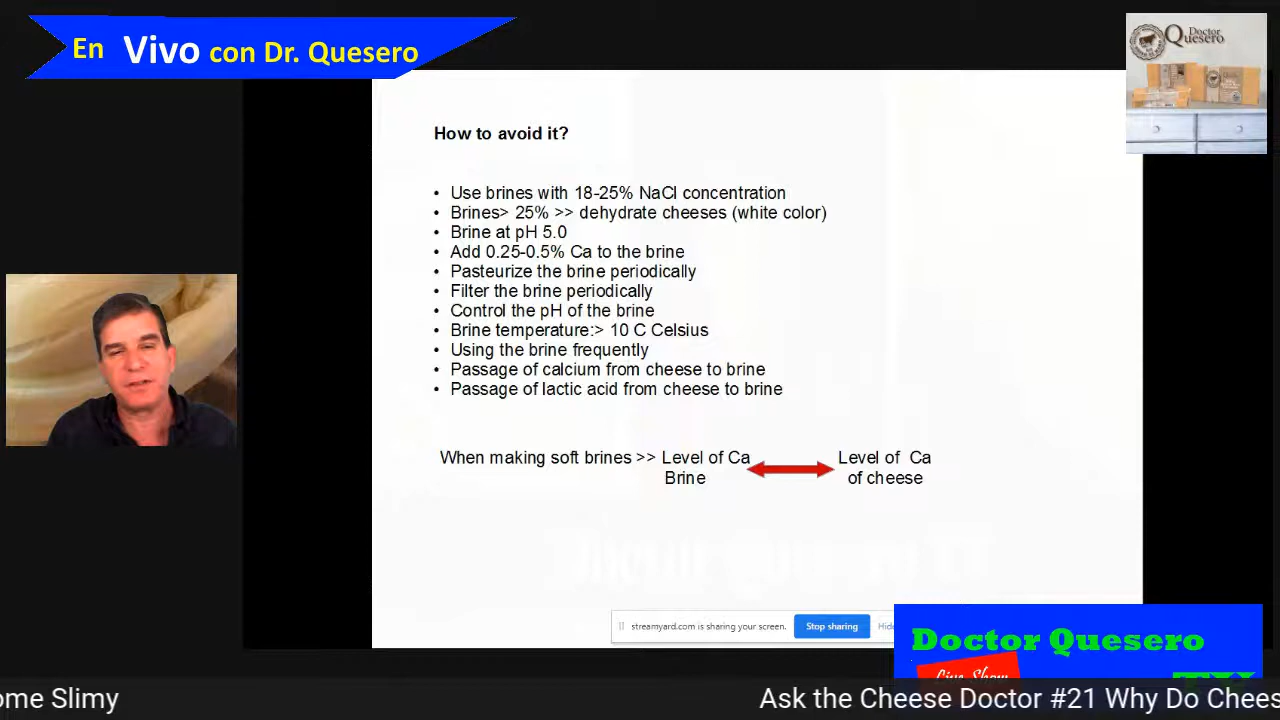 En Vivo con Dr. Quesero
Doctor
Quesero
How to avoid it?
• Use brines with 18-25% NaCl concentration
• Brines> 25% >> dehydrate cheeses (white color)
• Brine at pH 5.0
• Add 0.25-0.5% Ca to the brine
• Pasteurize the brine periodically
• Filter the brine periodically
• Control the pH of the brine
• Brine temperature:> 10 C Celsius
• Using the brine frequently
• Passage of calcium from cheese to brine
• Passage of lactic acid from cheese to brine
When making soft brines >> Level of Ca
Brine
Level of Ca
of cheese
streamyard.com is sharing your screen.
Stop sharing
Doctor Quesero
Live Show
ome Slimy
Ask the Cheese Doctor #21 Why Do Chees